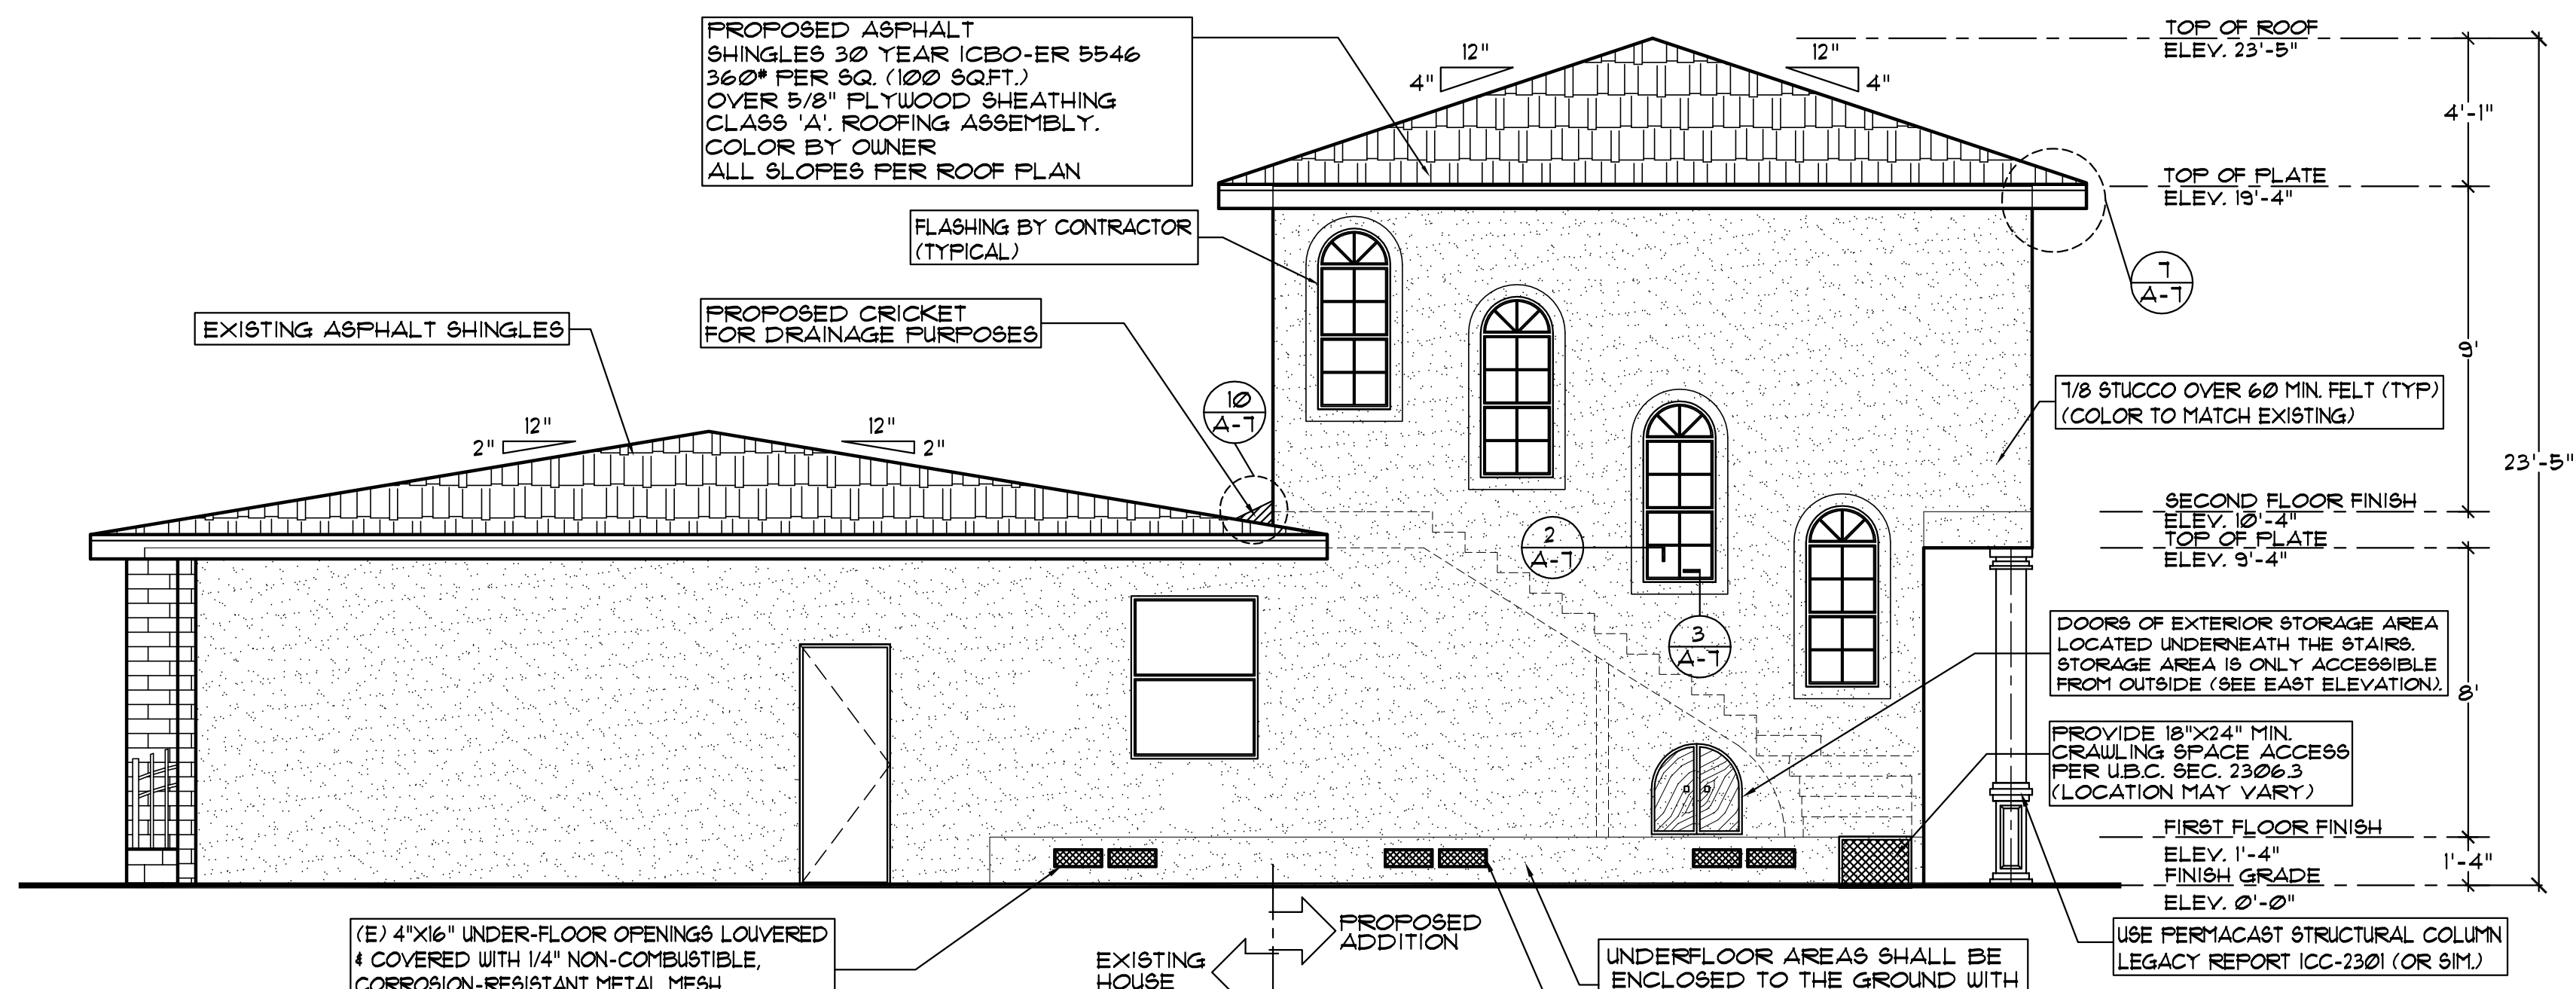 PROPOSED ASPHALT
SHINGLES 30 YEAR ICBO-ER 5546
360# PER SQ. (100 SQ.FT.)
OVER 5/8" PLYWOOD SHEATHING
CLASS 'A'. ROOFING ASSEMBLY.
COLOR BY OWNER
ALL SLOPES PER ROOF PLAN
12"
4"
12"
4"
TOP OF ROOF
ELEV. 23'-5"
4'-1"
TOP OF PLATE
ELEV. 19'-4"
FLASHING BY CONTRACTOR
(TYPICAL)
7
A-7
PROPOSED CRICKET
FOR DRAINAGE PURPOSES
EXISTING ASPHALT SHINGLES
9'
10
A-7
7/8 STUCCO OVER 60 MIN. FELT (TYP)
(COLOR TO MATCH EXISTING)
12"
2"
12"
2"
23'-5"
SECOND FLOOR FINISH
ELEV. 10'-4"
TOP OF PLATE
ELEV. 9'-4"
2
A-7
3
A-7
DOORS OF EXTERIOR STORAGE AREA
LOCATED UNDERNEATH THE STAIRS.
STORAGE AREA IS ONLY ACCESSIBLE
FROM OUTSIDE (SEE EAST ELEVATION).
8'
PROVIDE 18"X24" MIN.
CRAWLING SPACE ACCESS
PER U.B.C. SEC. 2306.3
(LOCATION MAY VARY)
FIRST FLOOR FINISH
ELEV. 1'-4"
1'-4"
FINISH GRADE
ELEV. 0'-0"
(E) 4"X16" UNDER-FLOOR OPENINGS LOUVERED
& COVERED WITH 1/4" NON-COMBUSTIBLE,
CORROSION-RESISTANT METAL MESH
PROPOSED
ADDITION
EXISTING
HOUSE
UNDERFLOOR AREAS SHALL BE
ENCLOSED TO THE GROUND WITH
USE PERMACAST STRUCTURAL COLUMN
LEGACY REPORT ICC-2301 (OR SIM.)